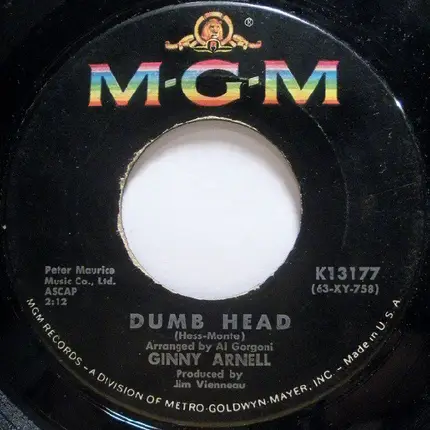 M-G-M
Peter Maurice
Music Co., Ltd.
ASCAP
2:12
K13177
(63-XY-758)
DUMB HEAD
(Hess-Monte)
Arranged by Al Gorgoni
GINNY ARNELL
Produced by
Jim Vienneau
MGM RECORDS - A DIVISION OF METRO-GOLDWYN-MAYER, INC. - Made in U.S.A